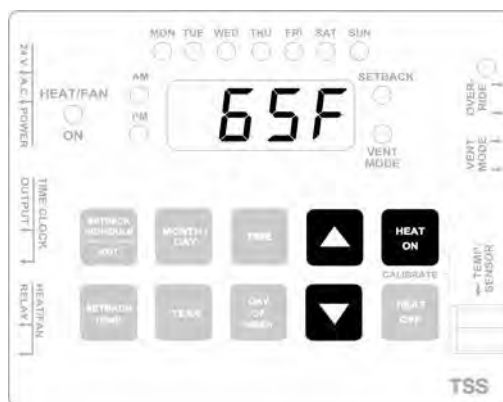 MON TUE WED THU FRI SAT SUN
24 V. A.C. POWER
HEAT/FAN
ON
AM
PM
65F
SETBACK
VENT
MODE
OVER-
RIDE
VENT
MODE
TIME CLOCK
OUTPUT
SETBACK
SCHEDULE
MONTH /
DAY
TIME
HEAT
ON
CALIBRATE
TEMP.
SENSOR
HEAT/FAN
RELAY
SETBACK
TEMP
TEMP
DAY
OF
WEEK
HEAT
OFF
TSS